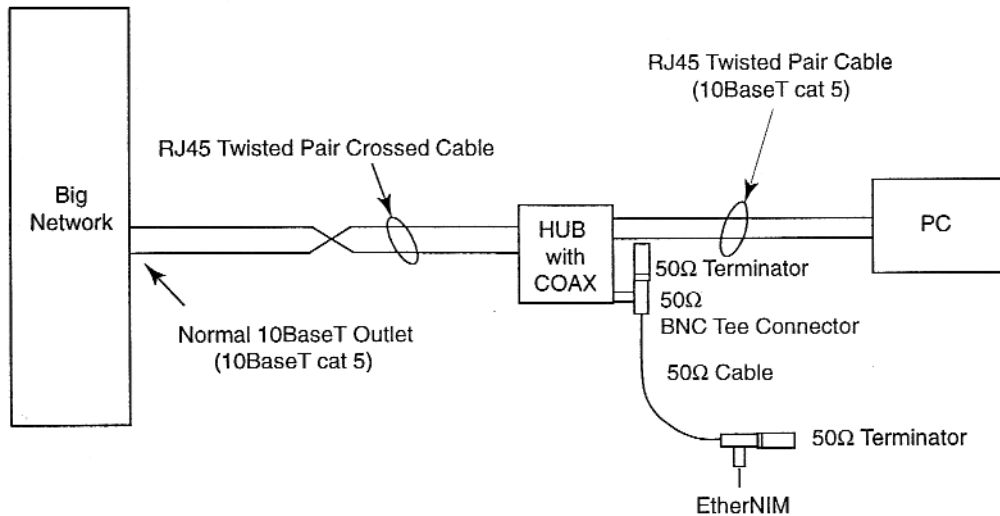 RJ45 Twisted Pair Cable
(10BaseT cat 5)
RJ45 Twisted Pair Crossed Cable
Big
Network
HUB
with
COAX
PC
50Ω Terminator
50Ω
BNC Tee Connector
Normal 10BaseT Outlet
(10BaseT cat 5)
50Ω Cable
50Ω Terminator
EtherNIM